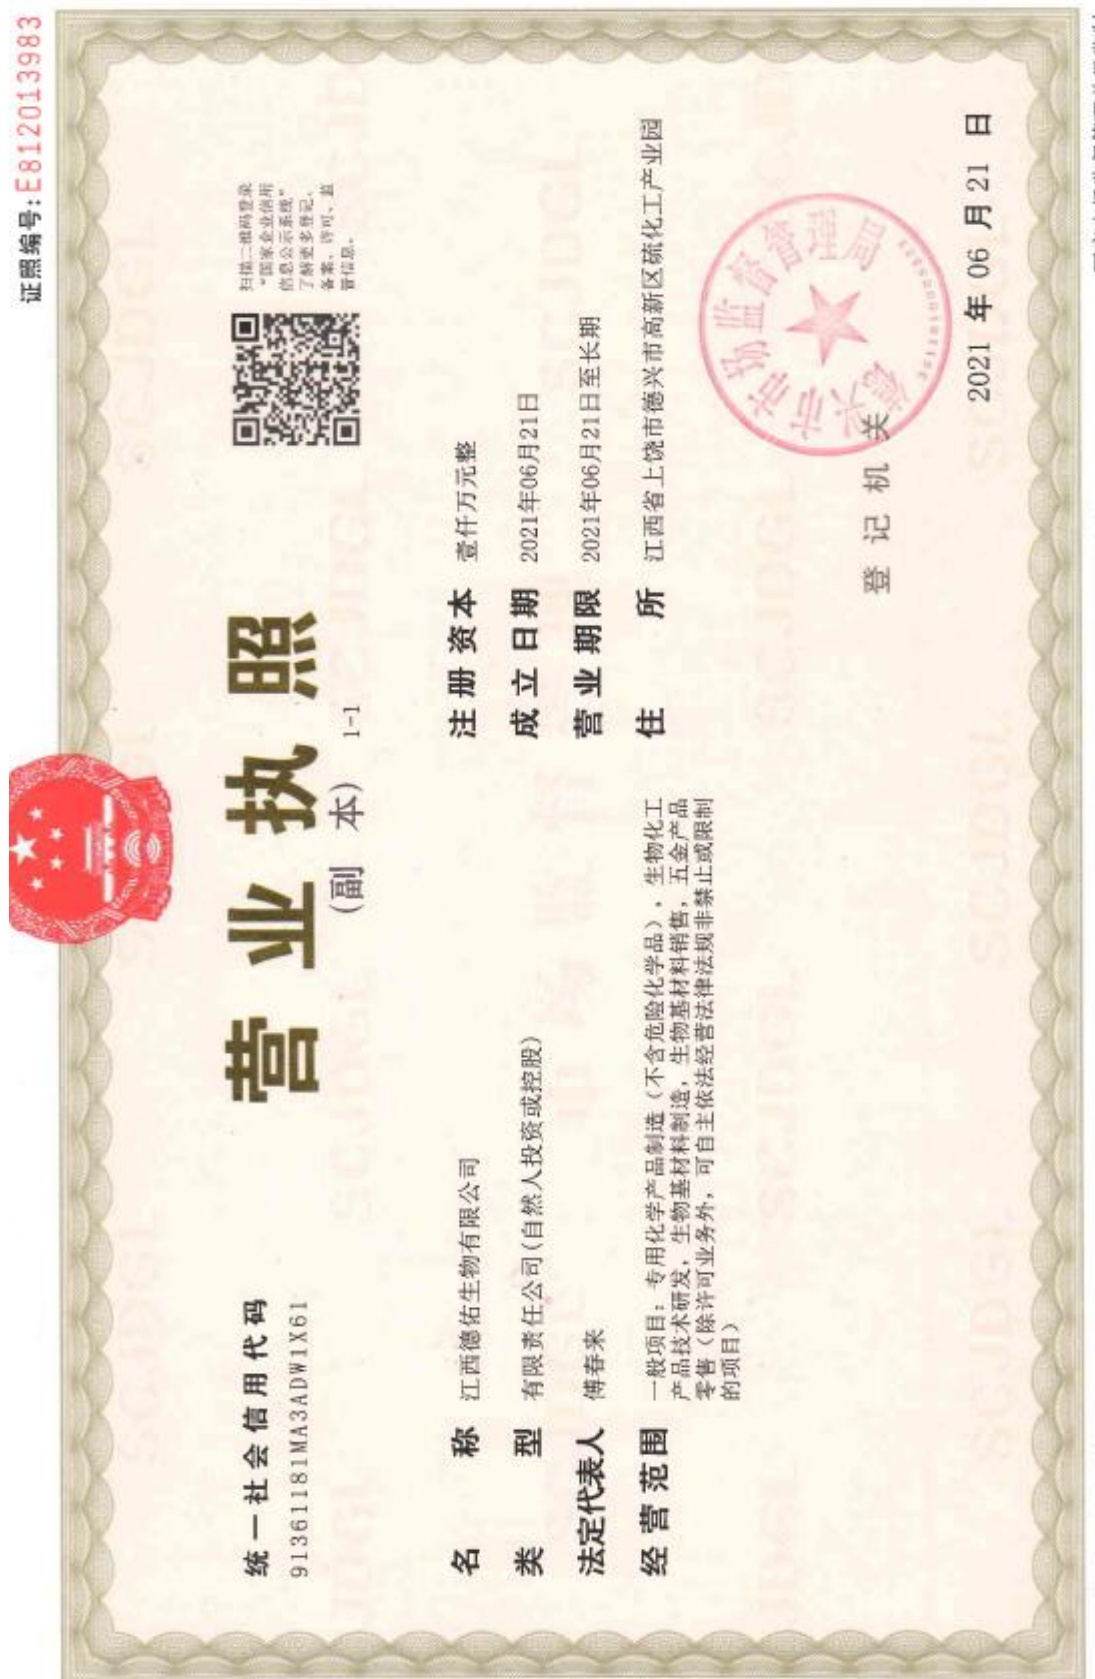 证照编号:E812013983
营业执照
(副 本) 1-1
统一社会信用代码
91361181MA3ADW1X61
扫描二维码登录
“国家企业信用
信息公示系统”
了解更多登记、
备案、许可、监
管信息。
名 称 江西德佑生物有限公司
类 型 有限责任公司(自然人投资或控股)
法定代表人 傅春来
经营范围 一般项目:专用化学产品制造(不含危险化学品),生物化工
产品技术研发,生物基材料制造,生物基材料销售,五金产品
零售(除许可业务外,可自主依法经营法律法规非禁止或限制
的项目)
注册资本 壹仟万元整
成立日期 2021年06月21日
营业期限 2021年06月21日至长期
住 所 江西省上饶市德兴市高新区硫化工产业园
登记机关
德兴市市场监督管理局
2021 年 06 月 21 日